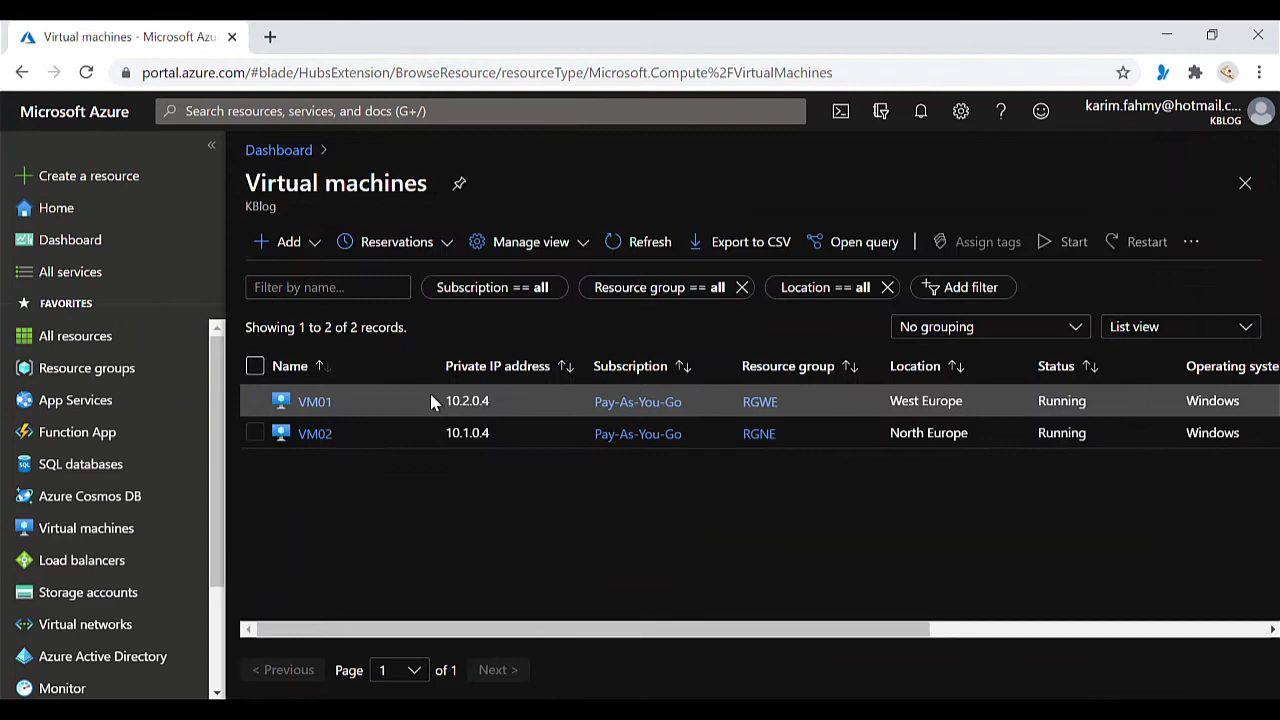 Virtual machines - Microsoft Azu
portal.azure.com/#blade/HubsExtension/BrowseResource/resourceType/Microsoft.Compute%2FVirtualMachines
Microsoft Azure
Search resources, services, and docs (G+/)
karim.fahmy@hotmail.c...
KBLOG
Create a resource
Home
Dashboard
All services
FAVORITES
All resources
Resource groups
App Services
Function App
SQL databases
Azure Cosmos DB
Virtual machines
Load balancers
Storage accounts
Virtual networks
Azure Active Directory
Monitor
Dashboard >
Virtual machines
KBlog
Add Reservations Manage view Refresh Export to CSV Open query Assign tags Start Restart ...
Filter by name... Subscription == all Resource group == all Location == all Add filter
Showing 1 to 2 of 2 records. No grouping List view
Name Private IP address Subscription Resource group Location Status Operating syste
VM01 10.2.0.4 Pay-As-You-Go RGWE West Europe Running Windows
VM02 10.1.0.4 Pay-As-You-Go RGNE North Europe Running Windows
< Previous Page 1 of 1 Next >